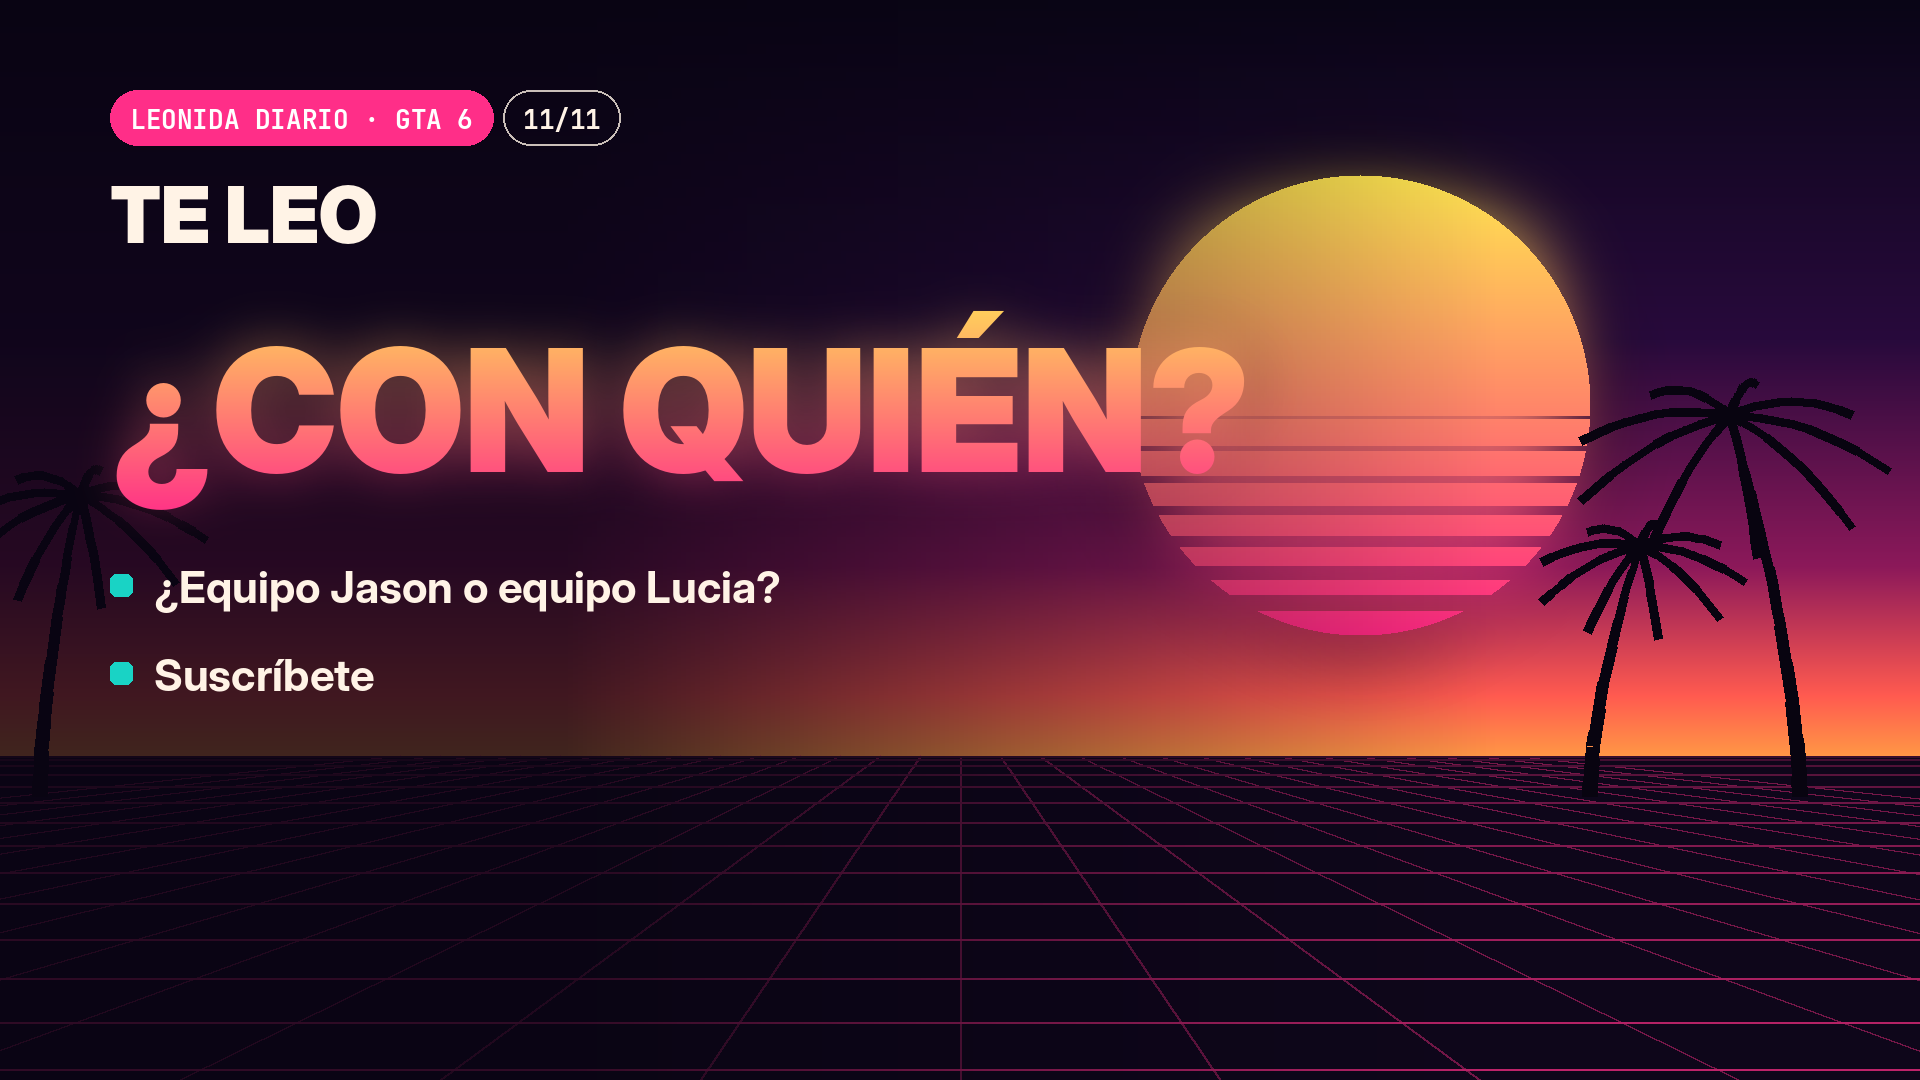 LEONIDA DIARIO · GTA 6 11/11
TE LEO
¿CON QUIÉN?
¿Equipo Jason o equipo Lucia?
Suscríbete